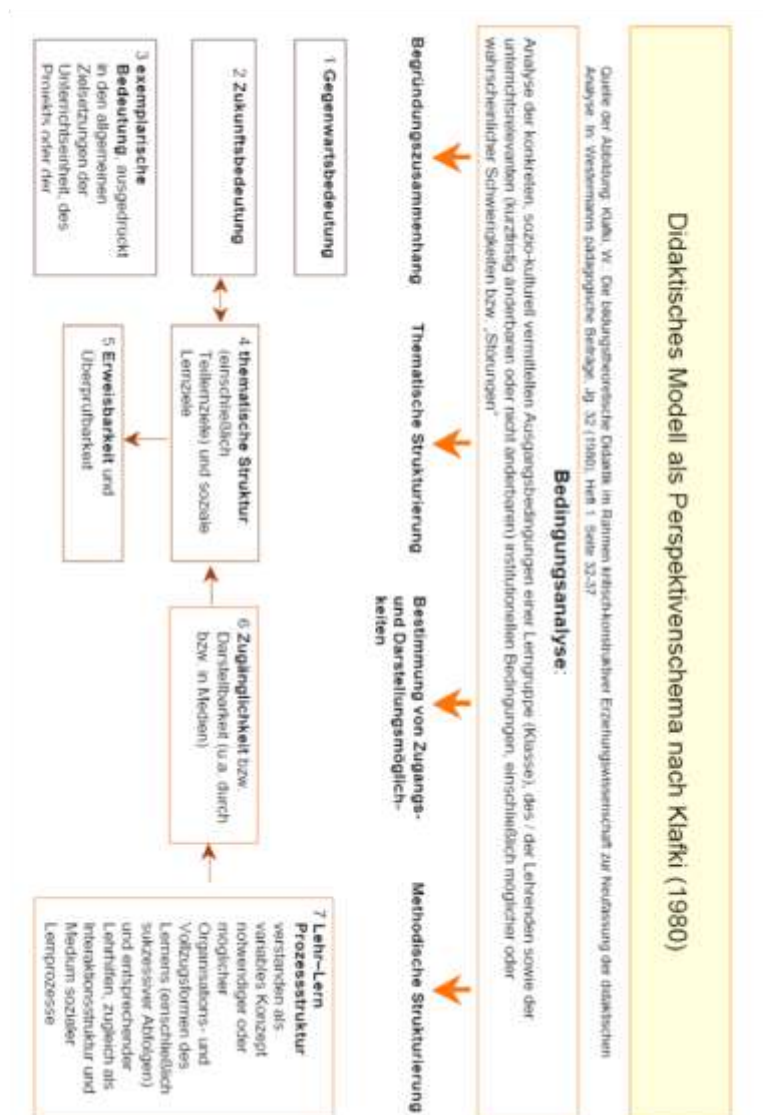 Didaktisches Modell als Perspektivenschema nach Klafki (1980)
Quelle der Abbildung: Klafki, W.: Die bildungstheoretische Didaktik im Rahmen kritisch-konstruktiver Erziehungswissenschaft zur Neufassung der didaktischen
Analyse. In: Westermanns pädagogische Beiträge, Jg. 32 (1980), Heft 1. Seite 32-37
Bedingungsanalyse:
Analyse der konkreten, sozio-kulturell vermittelten Ausgangsbedingungen einer Lerngruppe (Klasse), des / der Lehrenden sowie der
unterrichtsrelevanten (kurzfristig änderbaren oder nicht änderbaren) institutionellen Bedingungen, einschließlich möglicher oder
wahrscheinlicher Schwierigkeiten bzw. „Störungen"
Begründungszusammenhang
Thematische Strukturierung
Bestimmung von Zugangs-
und Darstellungsmöglich-
keiten
Methodische Strukturierung
1 Gegenwartsbedeutung
2 Zukunftsbedeutung
3 exemplarische
Bedeutung, ausgedrückt
in den allgemeinen
Zielsetzungen der
Unterrichtseinheit, des
Projekts oder der
4 thematische Struktur
(einschließlich
Teillernziele) und soziale
Lernziele
5 Erweisbarkeit und
Überprüfbarkeit
6 Zugänglichkeit bzw.
Darstellbarkeit (u.a. durch
bzw. in Medien)
7 Lehr–Lern
Prozessstruktur
verstanden als
variables Konzept
notwendiger oder
möglicher
Organisations- und
Vollzugsformen des
Lernens (einschließlich
sukzessiver Abfolgen)
und entsprechender
Lehrhilfen, zugleich als
Interaktionsstruktur und
Medium sozialer
Lernprozesse